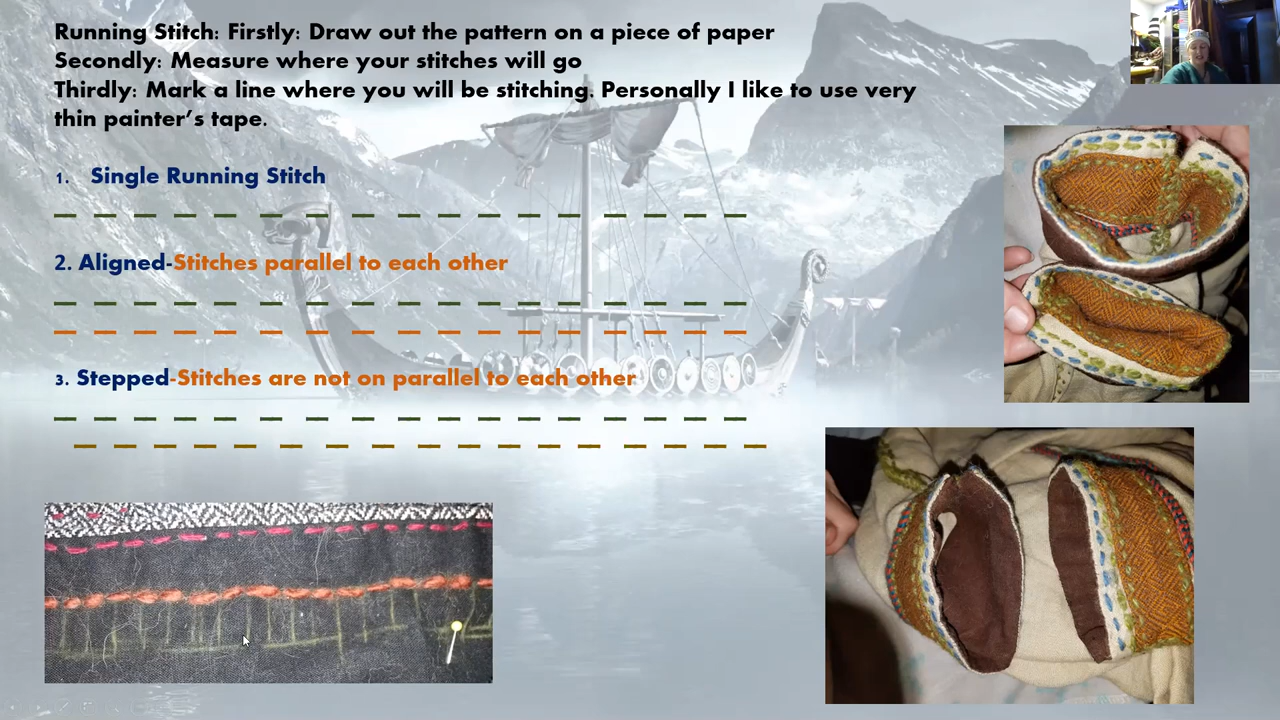 Running Stitch: Firstly: Draw out the pattern on a piece of paper
Secondly: Measure where your stitches will go
Thirdly: Mark a line where you will be stitching. Personally I like to use very
thin painter's tape.
1. Single Running Stitch
2. Aligned-Stitches parallel to each other
3. Stepped-Stitches are not on parallel to each other